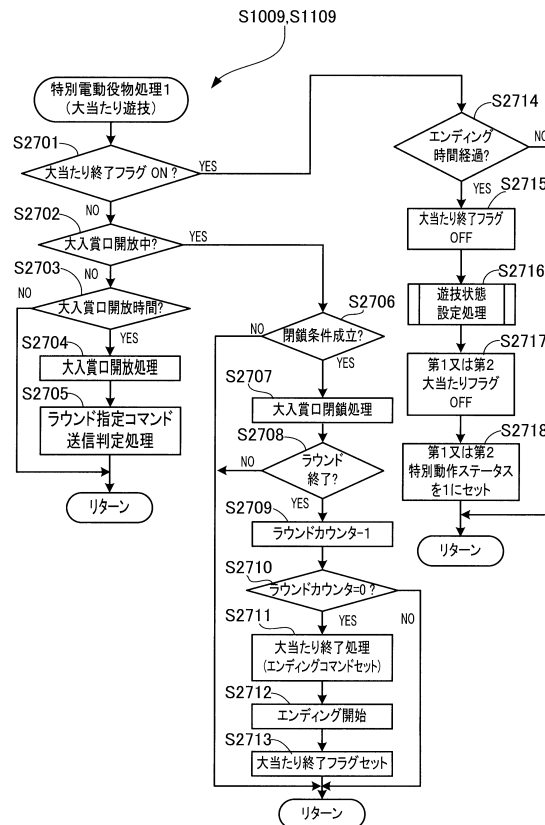 S1009,S1109
特別電動役物処理1
(大当たり遊技)
S2701
大当たり終了フラグ ON?
YES
NO
S2702
大入賞口開放中?
YES
NO
S2703
大入賞口開放時間?
NO
YES
S2704
大入賞口開放処理
S2705
ラウンド指定コマンド
送信判定処理
リターン
S2706
閉鎖条件成立?
NO
YES
S2707
大入賞口閉鎖処理
S2708
ラウンド
終了?
NO
YES
S2709
ラウンドカウンタ-1
S2710
ラウンドカウンタ=0?
NO
YES
S2711
大当たり終了処理
(エンディングコマンドセット)
S2712
エンディング開始
S2713
大当たり終了フラグセット
リターン
S2714
エンディング
時間経過?
NO
YES
S2715
大当たり終了フラグ
OFF
S2716
遊技状態
設定処理
S2717
第1又は第2
大当たりフラグ
OFF
S2718
第1又は第2
特別動作ステータス
を1にセット
リターン